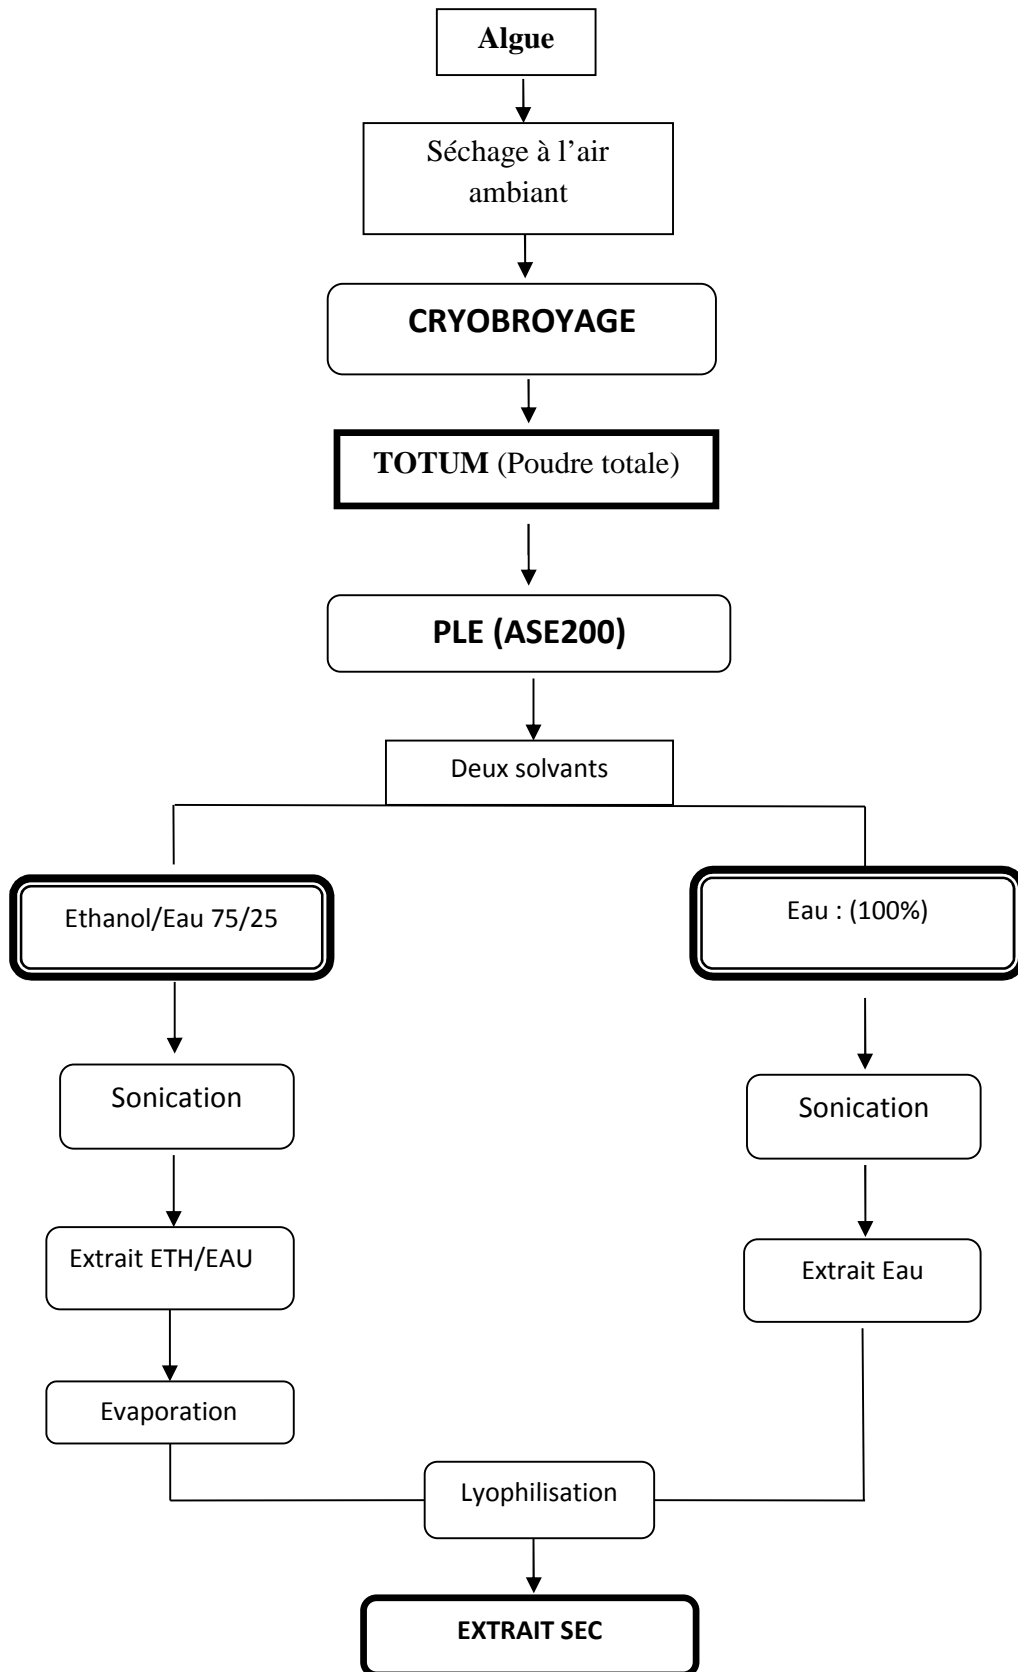 Algue
Séchage à l’air
ambiant
CRYOBROYAGE
TOTUM (Poudre totale)
PLE (ASE200)
Deux solvants
Ethanol/Eau 75/25
Eau : (100%)
Sonication
Sonication
Extrait ETH/EAU
Extrait Eau
Evaporation
Lyophilisation
EXTRAIT SEC